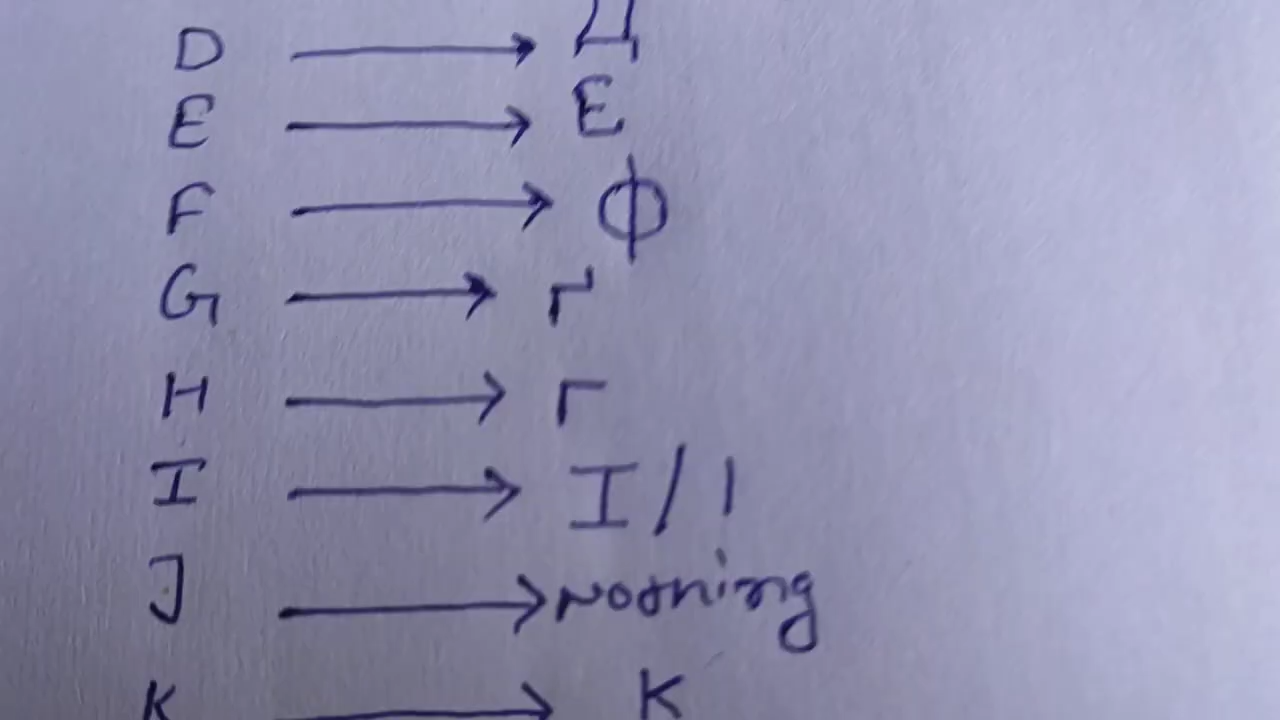 D → Д
E → E
F → Ф
G → г
H → г
I → I / I
J → Nothing
K → K